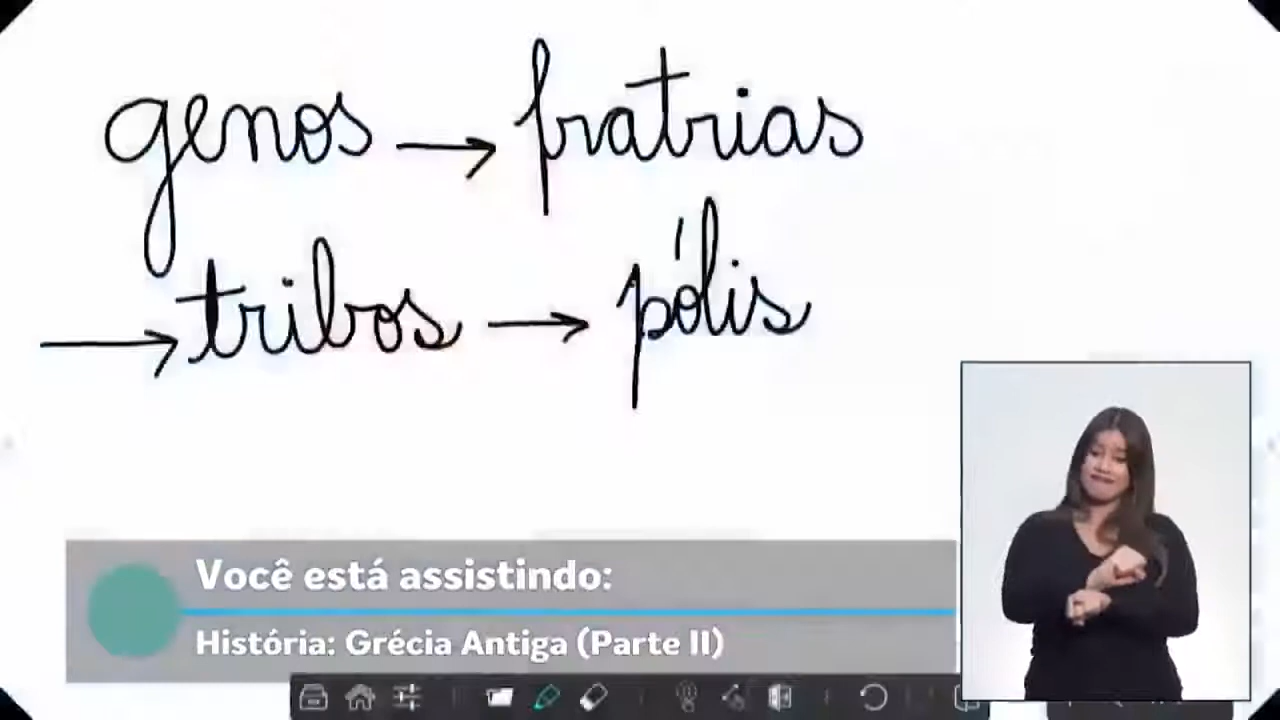 genos → fratrias
→ tribos → pólis
Você está assistindo:
História: Grécia Antiga (Parte II)